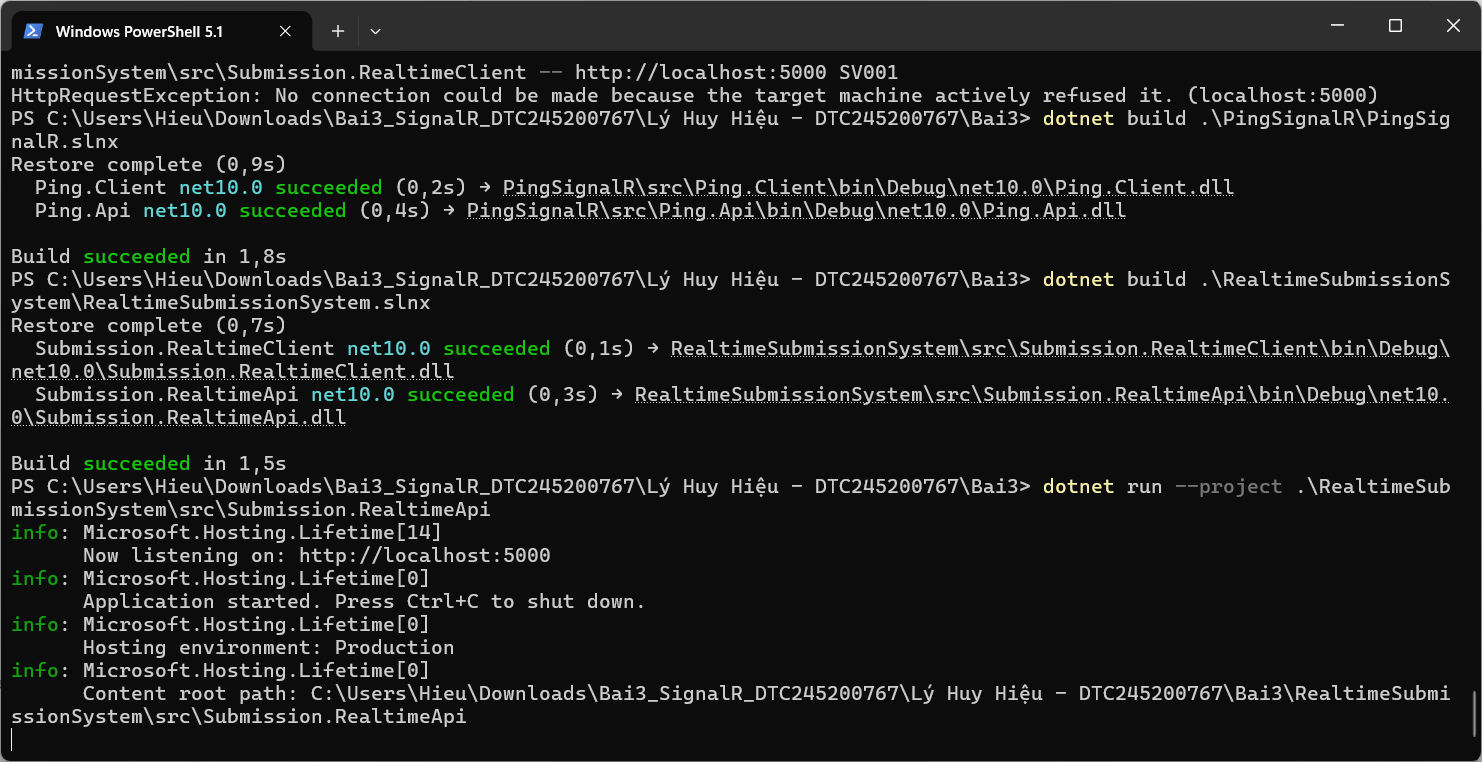 Windows PowerShell 5.1
missionSystem\src\Submission.RealtimeClient -- http://localhost:5000 SV001
HttpRequestException: No connection could be made because the target machine actively refused it. (localhost:5000)
PS C:\Users\Hieu\Downloads\Bai3_SignalR_DTC245200767\Lý Huy Hiệu - DTC245200767\Bai3> dotnet build .\PingSignalR\PingSig
nalR.slnx
Restore complete (0,9s)
  Ping.Client net10.0 succeeded (0,2s) → PingSignalR\src\Ping.Client\bin\Debug\net10.0\Ping.Client.dll
  Ping.Api net10.0 succeeded (0,4s) → PingSignalR\src\Ping.Api\bin\Debug\net10.0\Ping.Api.dll

Build succeeded in 1,8s
PS C:\Users\Hieu\Downloads\Bai3_SignalR_DTC245200767\Lý Huy Hiệu - DTC245200767\Bai3> dotnet build .\RealtimeSubmissionS
ystem\RealtimeSubmissionSystem.slnx
Restore complete (0,7s)
  Submission.RealtimeClient net10.0 succeeded (0,1s) → RealtimeSubmissionSystem\src\Submission.RealtimeClient\bin\Debug\
net10.0\Submission.RealtimeClient.dll
  Submission.RealtimeApi net10.0 succeeded (0,3s) → RealtimeSubmissionSystem\src\Submission.RealtimeApi\bin\Debug\net10.
0\Submission.RealtimeApi.dll

Build succeeded in 1,5s
PS C:\Users\Hieu\Downloads\Bai3_SignalR_DTC245200767\Lý Huy Hiệu - DTC245200767\Bai3> dotnet run --project .\RealtimeSub
missionSystem\src\Submission.RealtimeApi
info: Microsoft.Hosting.Lifetime[14]
      Now listening on: http://localhost:5000
info: Microsoft.Hosting.Lifetime[0]
      Application started. Press Ctrl+C to shut down.
info: Microsoft.Hosting.Lifetime[0]
      Hosting environment: Production
info: Microsoft.Hosting.Lifetime[0]
      Content root path: C:\Users\Hieu\Downloads\Bai3_SignalR_DTC245200767\Lý Huy Hiệu - DTC245200767\Bai3\RealtimeSubmi
ssionSystem\src\Submission.RealtimeApi